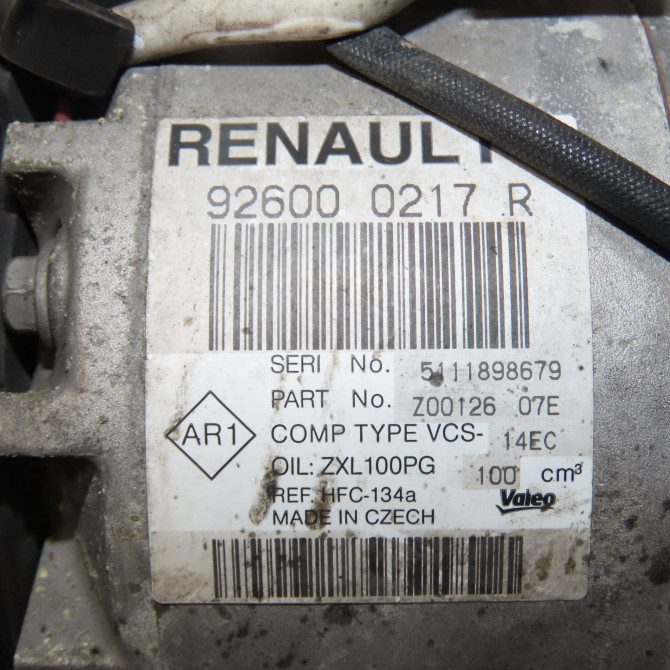 RENAULT
92600 0217 R
SERI No. 5111898679
PART No. Z00126 07E
AR1
COMP TYPE VCS- 14EC
OIL: ZXL100PG 100 cm³
REF. HFC-134a
Valeo
MADE IN CZECH